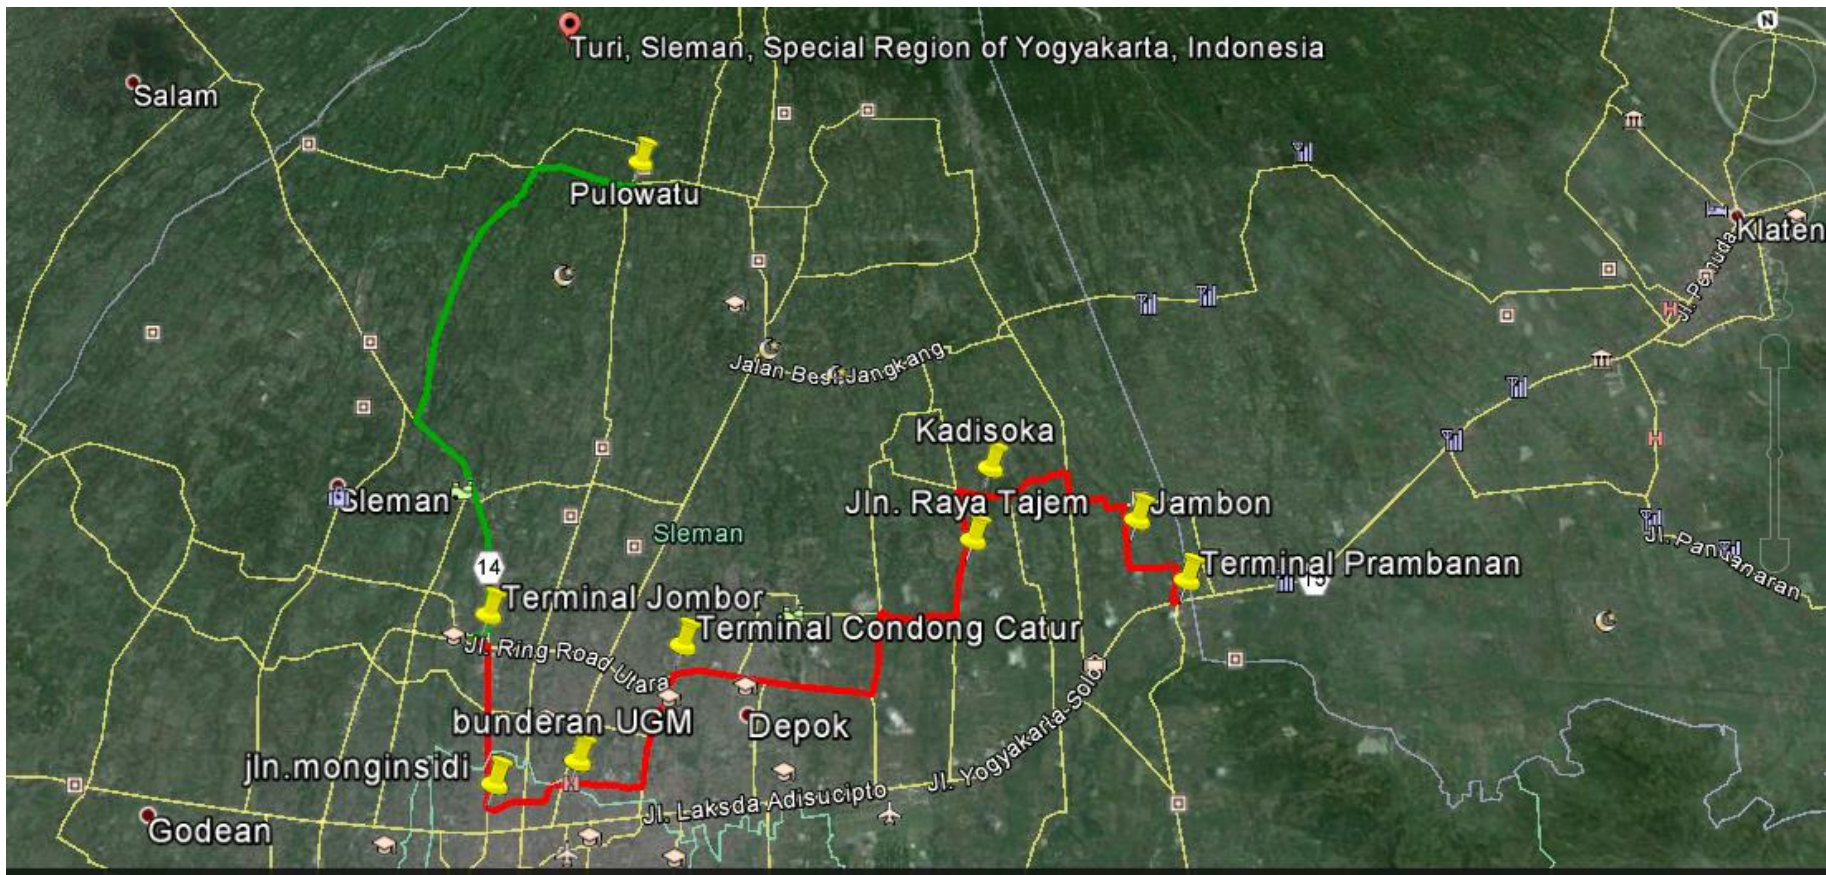 N
Turi, Sleman, Special Region of Yogyakarta, Indonesia
Salam
Pulowatu
Klaten
Jl. Pemuda
Jalan Besi Jangkang
Kadisoka
Sleman
Jln. Raya Tajem
Jambon
Sleman
14
Terminal Prambanan
15
Jl. Pandanaran
Terminal Jombor
Terminal Condong Catur
Jl. Ring Road Utara
bunderan UGM
Depok
jln.monginsidi
Jl. Yogyakarta-Solo
Jl. Laksda Adisucipto
Godean